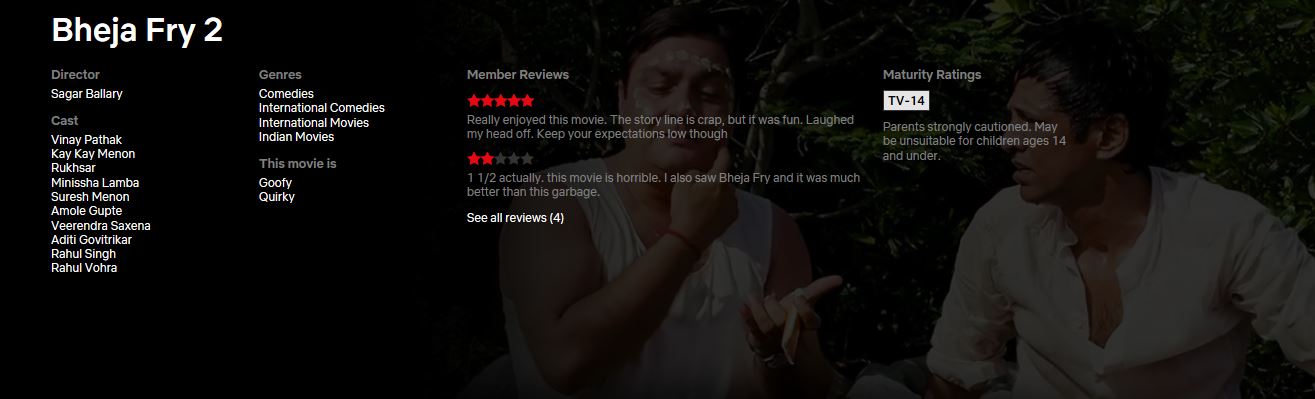 Bheja Fry 2
Director
Sagar Ballary
Cast
Vinay Pathak
Kay Kay Menon
Rukhsar
Minissha Lamba
Suresh Menon
Amole Gupte
Veerendra Saxena
Aditi Govitrikar
Rahul Singh
Rahul Vohra
Genres
Comedies
International Comedies
International Movies
Indian Movies
This movie is
Goofy
Quirky
Member Reviews
Really enjoyed this movie. The story line is crap, but it was fun. Laughed
my head off. Keep your expectations low though
1 1/2 actually. this movie is horrible. I also saw Bheja Fry and it was much
better than this garbage.
See all reviews (4)
Maturity Ratings
TV-14
Parents strongly cautioned. May
be unsuitable for children ages 14
and under.